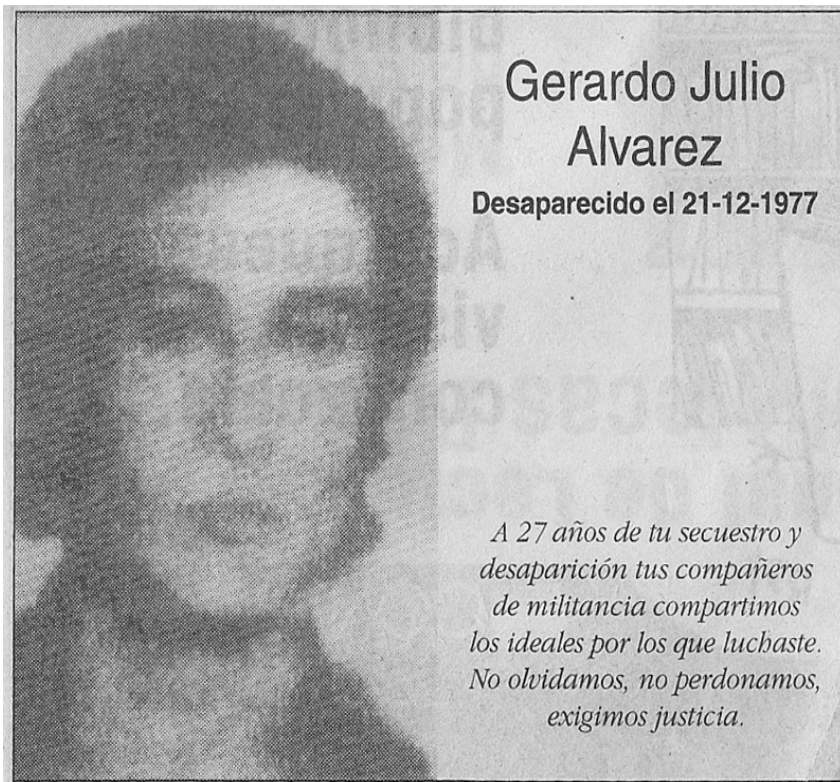 Gerardo Julio
Alvarez
Desaparecido el 21-12-1977
A 27 años de tu secuestro y
desaparición tus compañeros
de militancia compartimos
los ideales por los que luchaste.
No olvidamos, no perdonamos,
exigimos justicia.